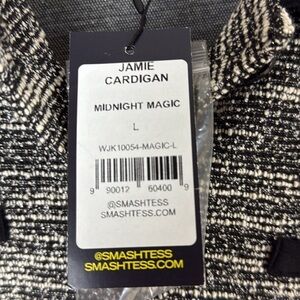 JAMIE
CARDIGAN
MIDNIGHT MAGIC
L
WJK10054-MAGIC-L
9 90012 60400 9
@SMASHTESS
SMASHTESS.COM
@SMASHTESS
SMASHTESS.COM